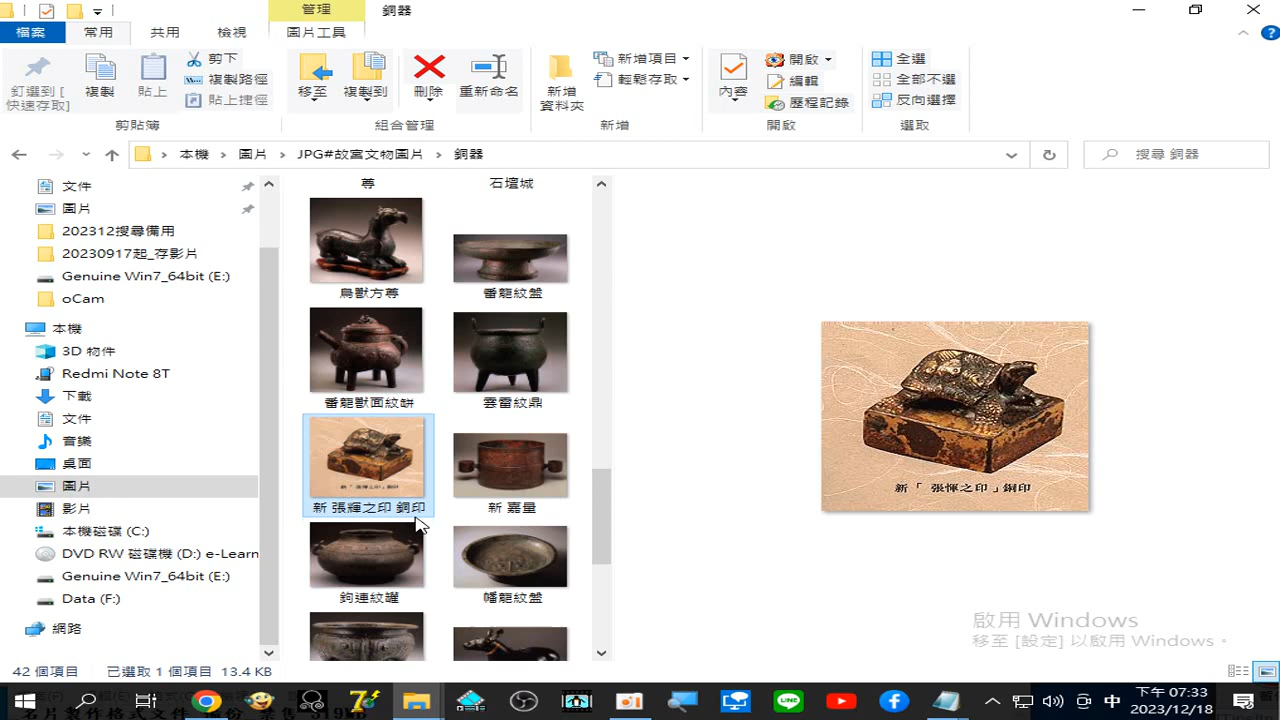 管理
銅器
檔案
常用
共用
檢視
圖片工具
釘選到 [
快速存取]
複製
貼上
剪下
複製路徑
貼上捷徑
剪貼簿
移至
複製到
刪除
重新命名
組合管理
新增
資料夾
新增項目
輕鬆存取
新增
內容
開啟
編輯
歷程記錄
開啟
全選
全部不選
反向選擇
選取
本機 › 圖片 › JPG#故宮文物圖片 › 銅器
搜尋 銅器
文件
圖片
202312搜尋備用
20230917起_存影片
Genuine Win7_64bit (E:)
oCam
本機
3D 物件
Redmi Note 8T
下載
文件
音樂
桌面
圖片
影片
本機磁碟 (C:)
DVD RW 磁碟機 (D:) e-Learn
Genuine Win7_64bit (E:)
Data (F:)
網路
尊
石壇城
鳥獸方尊
番龍紋盤
番龍獸面紋餅
雲雷紋鼎
新 張輝之印 銅印
新 嘉量
鉤連紋罐
幡龍紋盤
新「 張惲之印」銅印
啟用 Windows
移至 [設定] 以啟用 Windows。
42 個項目
已選取 1 個項目 13.4 KB
中
下午 07:33
2023/12/18